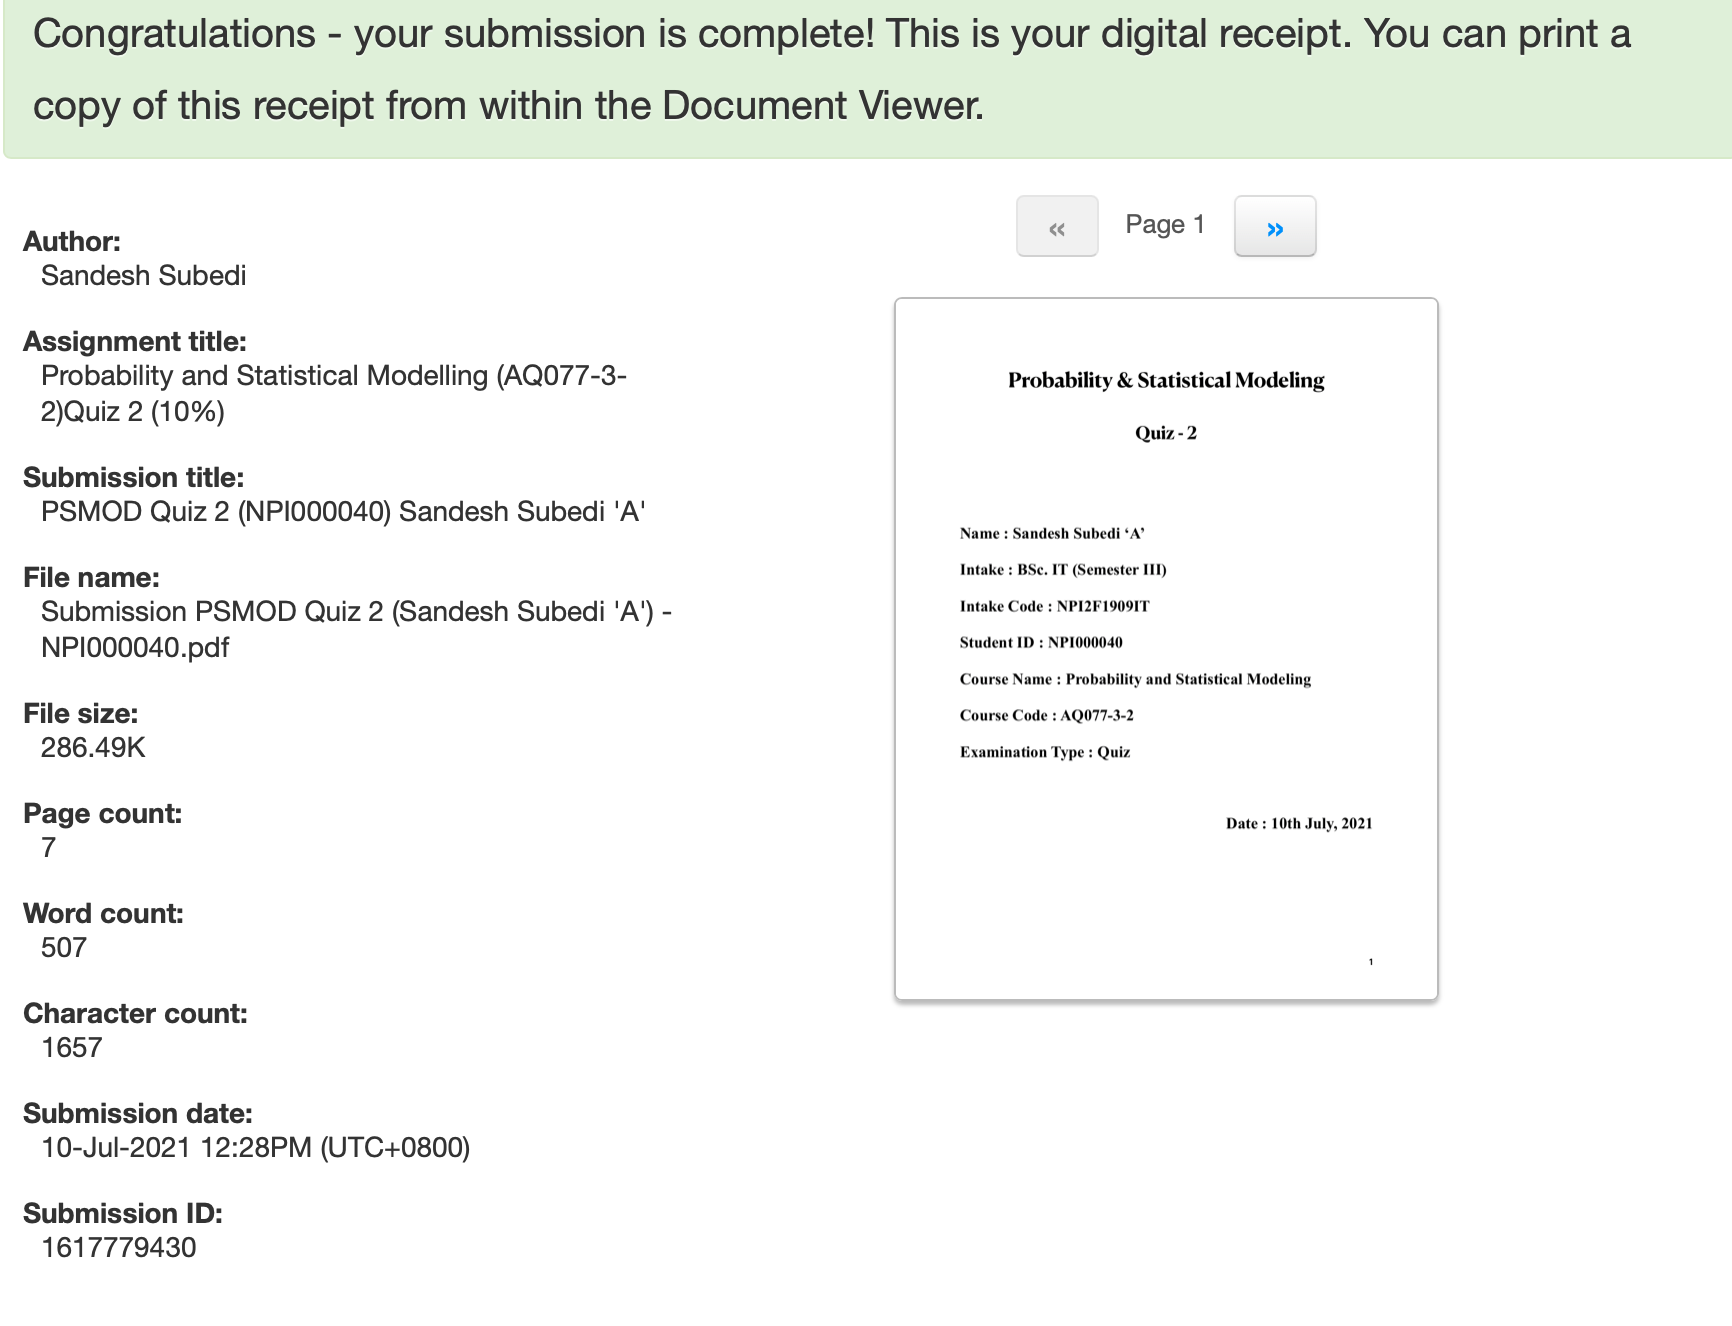 Congratulations - your submission is complete! This is your digital receipt. You can print a
copy of this receipt from within the Document Viewer.
Author:
Sandesh Subedi
Assignment title:
Probability and Statistical Modelling (AQ077-3-
2)Quiz 2 (10%)
Submission title:
PSMOD Quiz 2 (NPI000040) Sandesh Subedi 'A'
File name:
Submission PSMOD Quiz 2 (Sandesh Subedi 'A') -
NPI000040.pdf
File size:
286.49K
Page count:
7
Word count:
507
Character count:
1657
Submission date:
10-Jul-2021 12:28PM (UTC+0800)
Submission ID:
1617779430
« Page 1 »
Probability & Statistical Modeling
Quiz - 2
Name : Sandesh Subedi ‘A’
Intake : BSc. IT (Semester III)
Intake Code : NPI2F1909IT
Student ID : NPI000040
Course Name : Probability and Statistical Modeling
Course Code : AQ077-3-2
Examination Type : Quiz
Date : 10th July, 2021
1